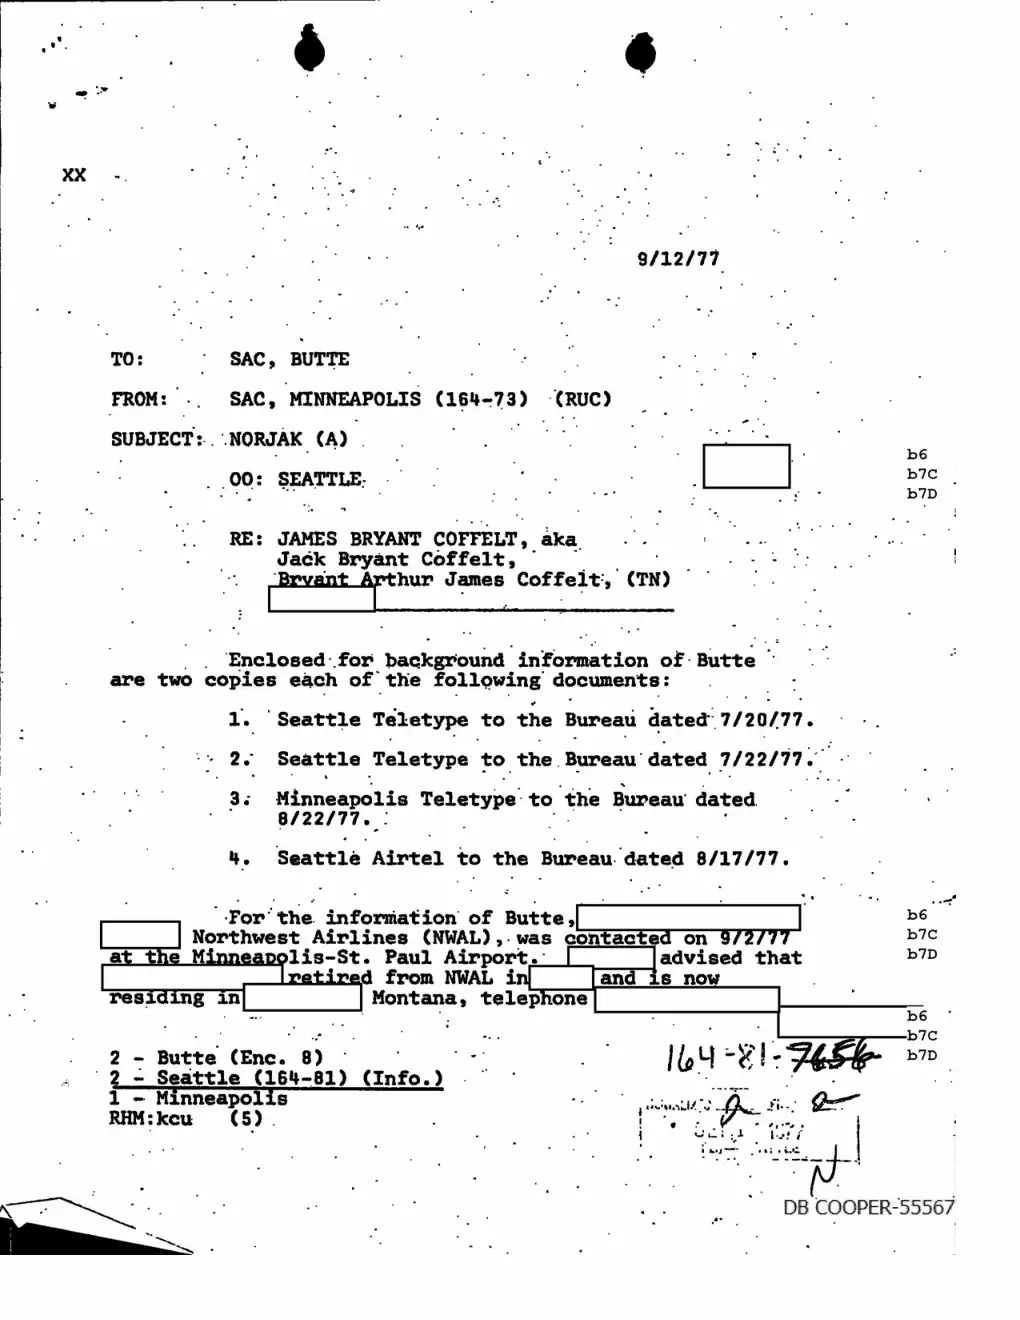 XX
9/12/77
TO: SAC, BUTTE
FROM: SAC, MINNEAPOLIS (164-73) (RUC)
SUBJECT: NORJAK (A)
b6
OO: SEATTLE
b7C
b7D
RE: JAMES BRYANT COFFELT, aka
Jack Bryant Coffelt,
Bryant Arthur James Coffelt, (TN)
Enclosed for background information of Butte
are two copies each of the following documents:
1. Seattle Teletype to the Bureau dated 7/20/77.
2. Seattle Teletype to the Bureau dated 7/22/77.
3. Minneapolis Teletype to the Bureau dated
8/22/77.
4. Seattle Airtel to the Bureau dated 8/17/77.
For the information of Butte,
b6
Northwest Airlines (NWAL), was contacted on 9/2/77
b7C
at the Minneapolis-St. Paul Airport. advised that
b7D
retired from NWAL in and is now
residing in Montana, telephone
b6
b7C
2 - Butte (Enc. 8)
164-81-7656
b7D
2 - Seattle (164-81) (Info.)
1 - Minneapolis
RHM:kcu (5)
1977
N
DB COOPER-55567